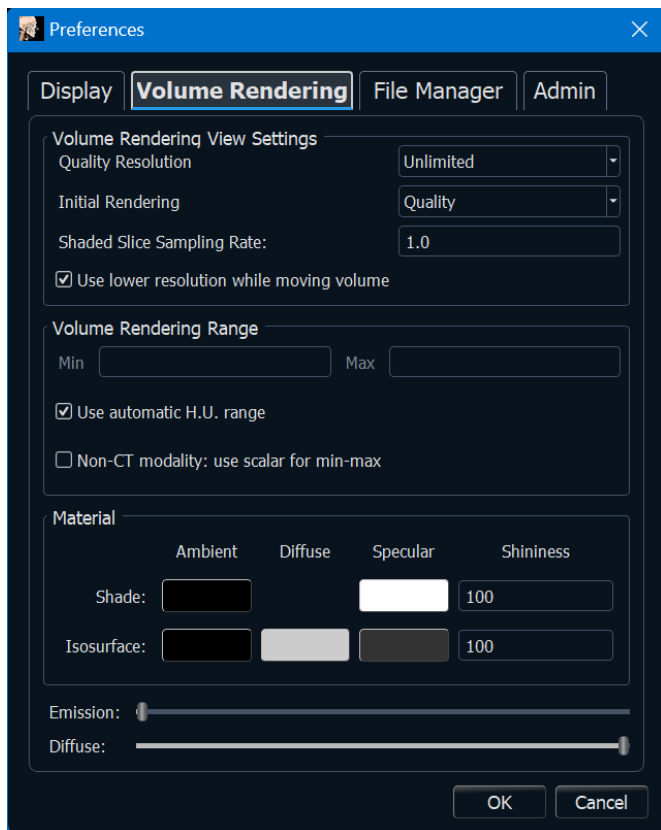 Preferences
Display Volume Rendering File Manager Admin
Volume Rendering View Settings
Quality Resolution Unlimited
Initial Rendering Quality
Shaded Slice Sampling Rate: 1.0
Use lower resolution while moving volume
Volume Rendering Range
Min Max
Use automatic H.U. range
Non-CT modality: use scalar for min-max
Material
Ambient Diffuse Specular Shininess
Shade: 100
Isosurface: 100
Emission:
Diffuse:
OK Cancel